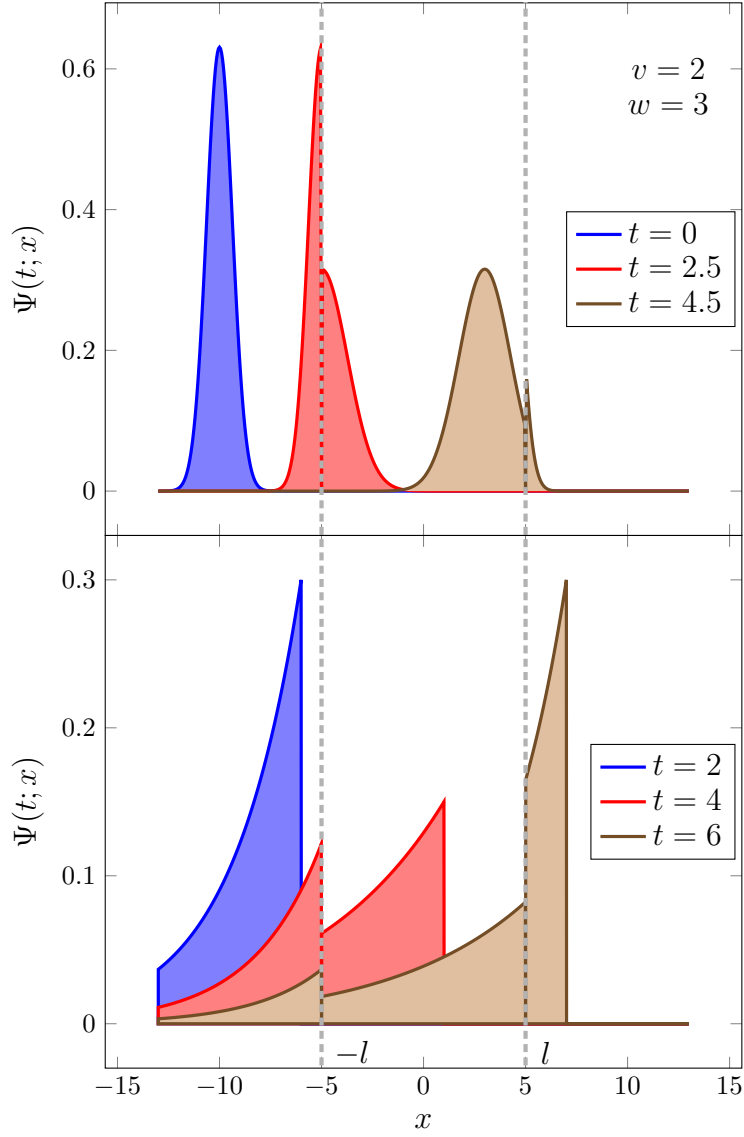 0.6
0.4
0.2
0
Ψ(t; x)
v = 2
w = 3
t = 0
t = 2.5
t = 4.5
0.3
0.2
0.1
0
Ψ(t; x)
t = 2
t = 4
t = 6
−l
l
−15 −10 −5 0 5 10 15
x